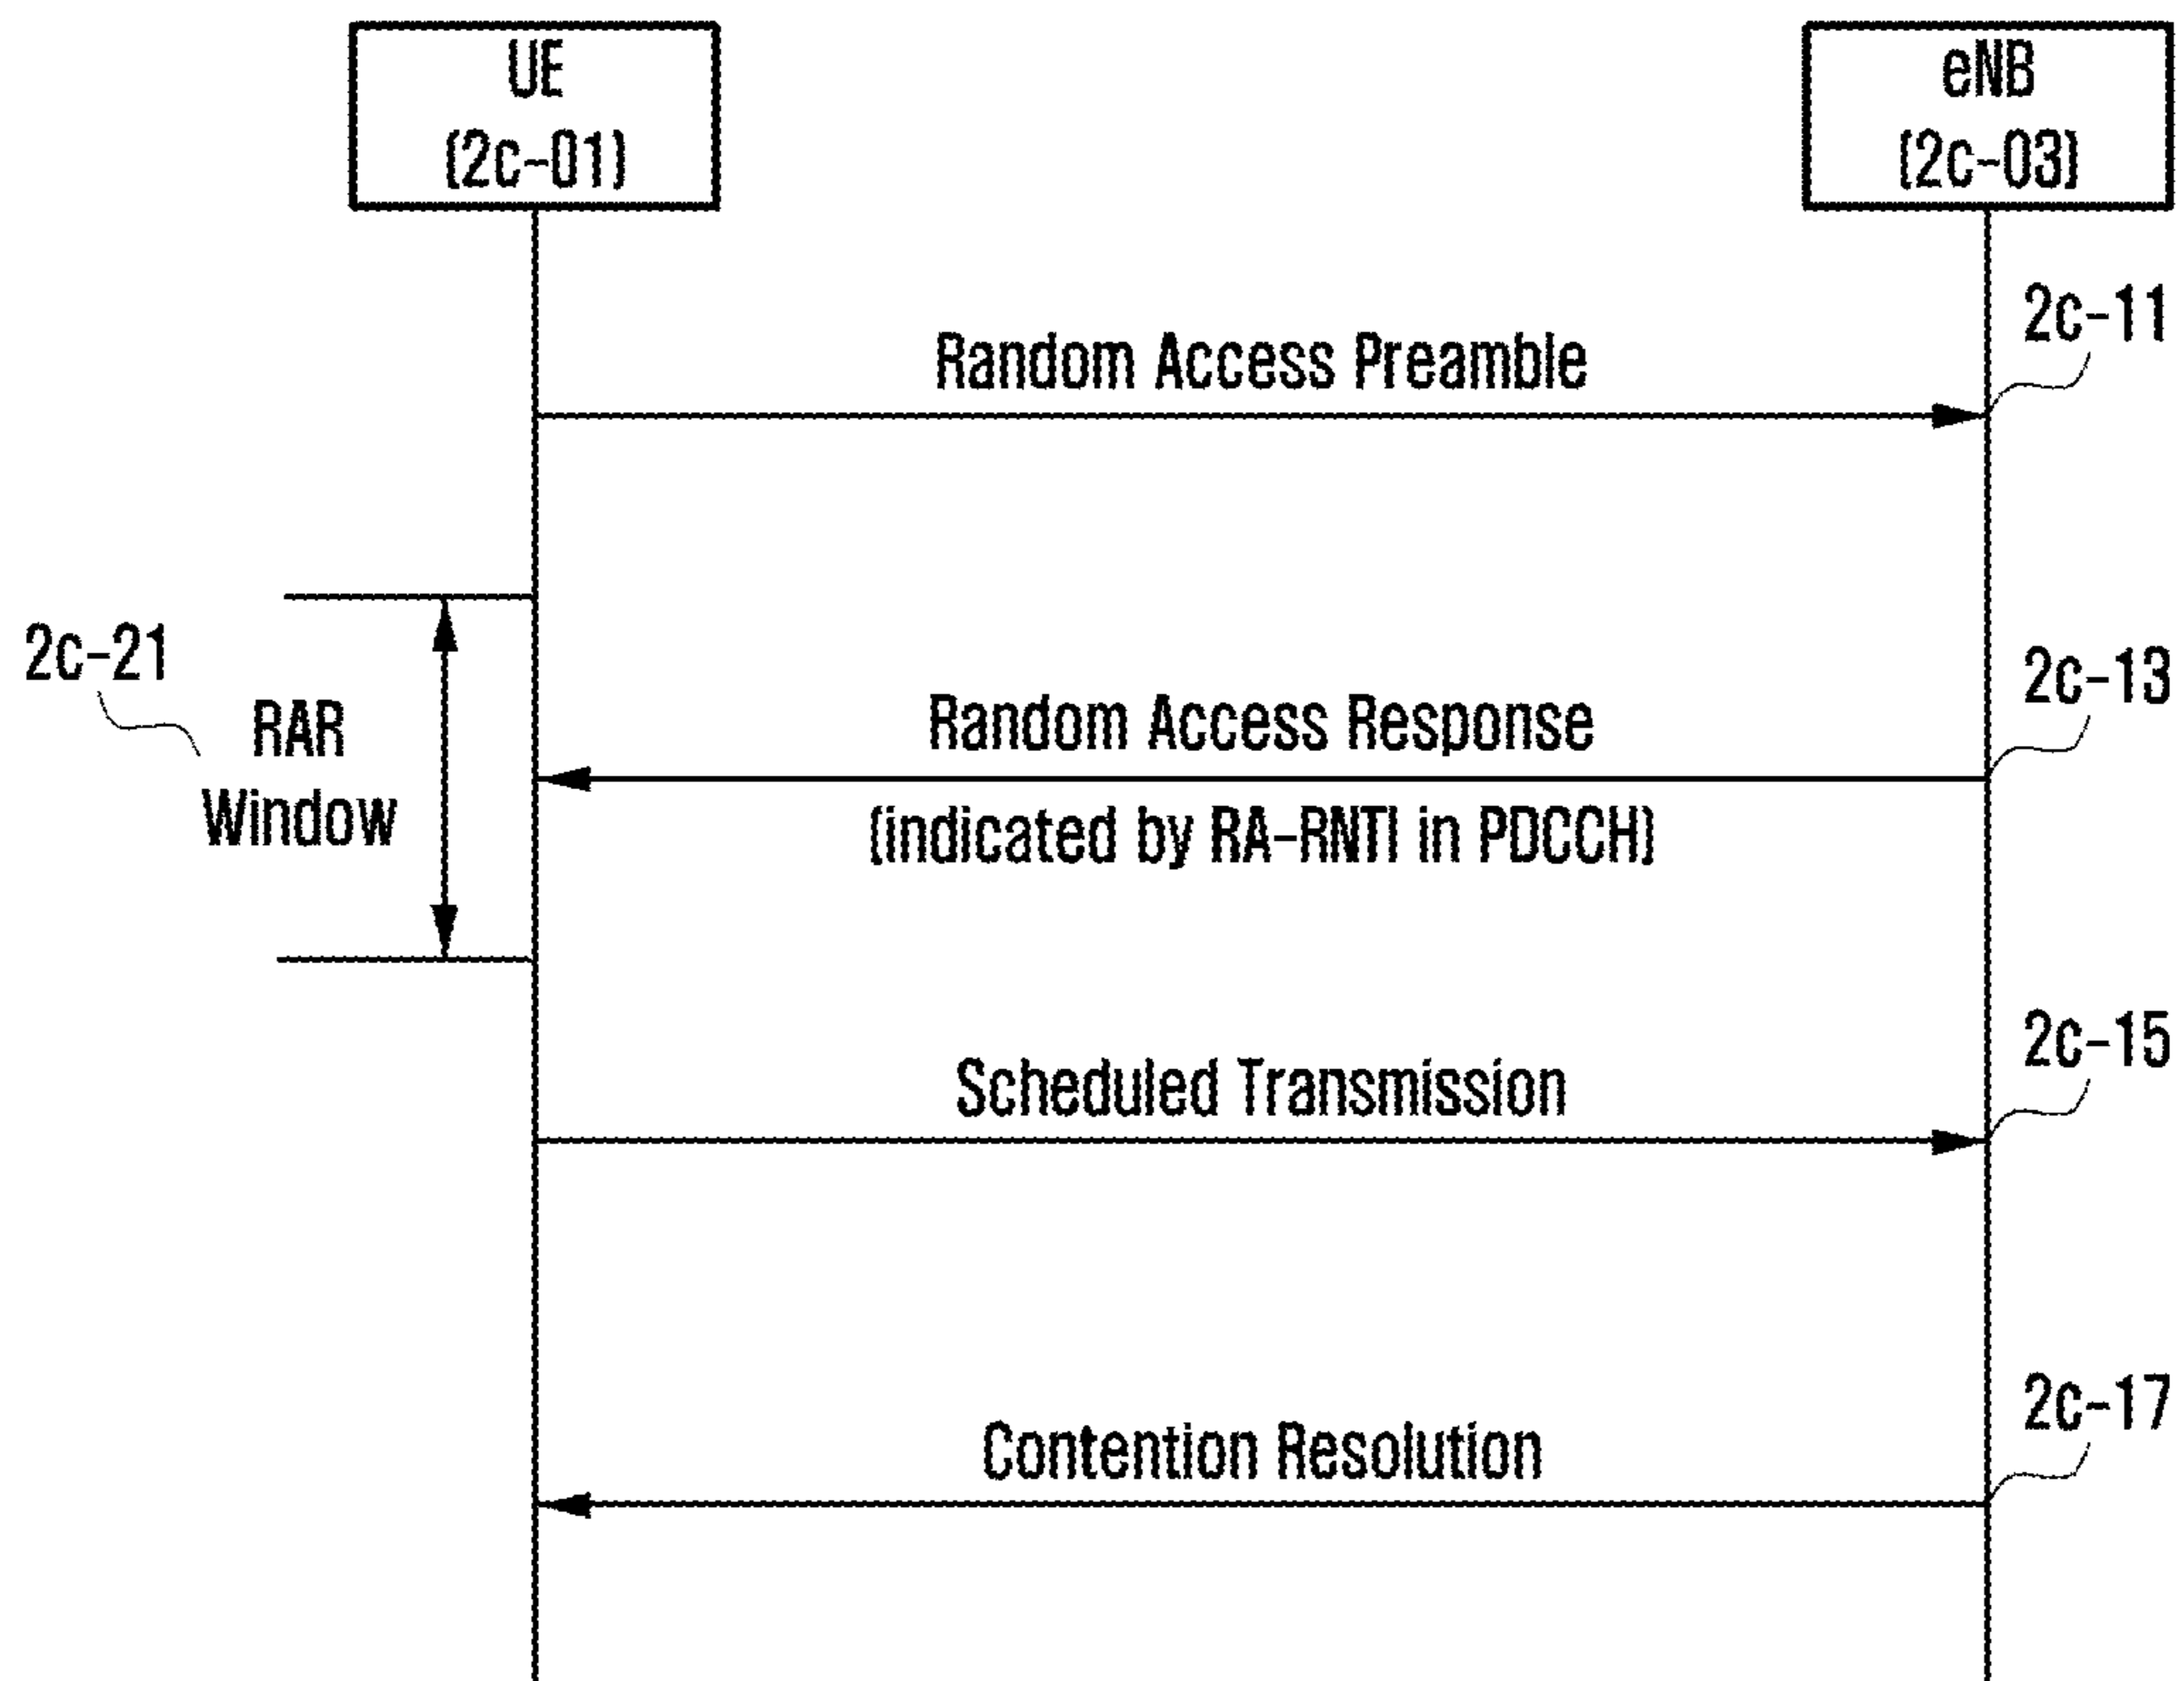 UE
(2c-01)
eNB
(2c-03)
2c-11
Random Access Preamble
2c-21
RAR
Window
2c-13
Random Access Response
(indicated by RA-RNTI in PDCCH)
2c-15
Scheduled Transmission
2c-17
Contention Resolution